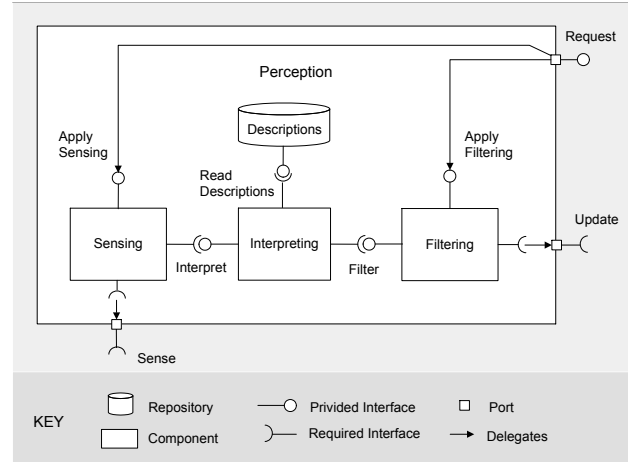 Request
Perception
Apply
Sensing
Descriptions
Apply
Filtering
Read
Descriptions
Sensing
Interpreting
Filtering
Update
Interpret
Filter
Sense
KEY
Repository
Privided Interface
Port
Component
Required Interface
Delegates